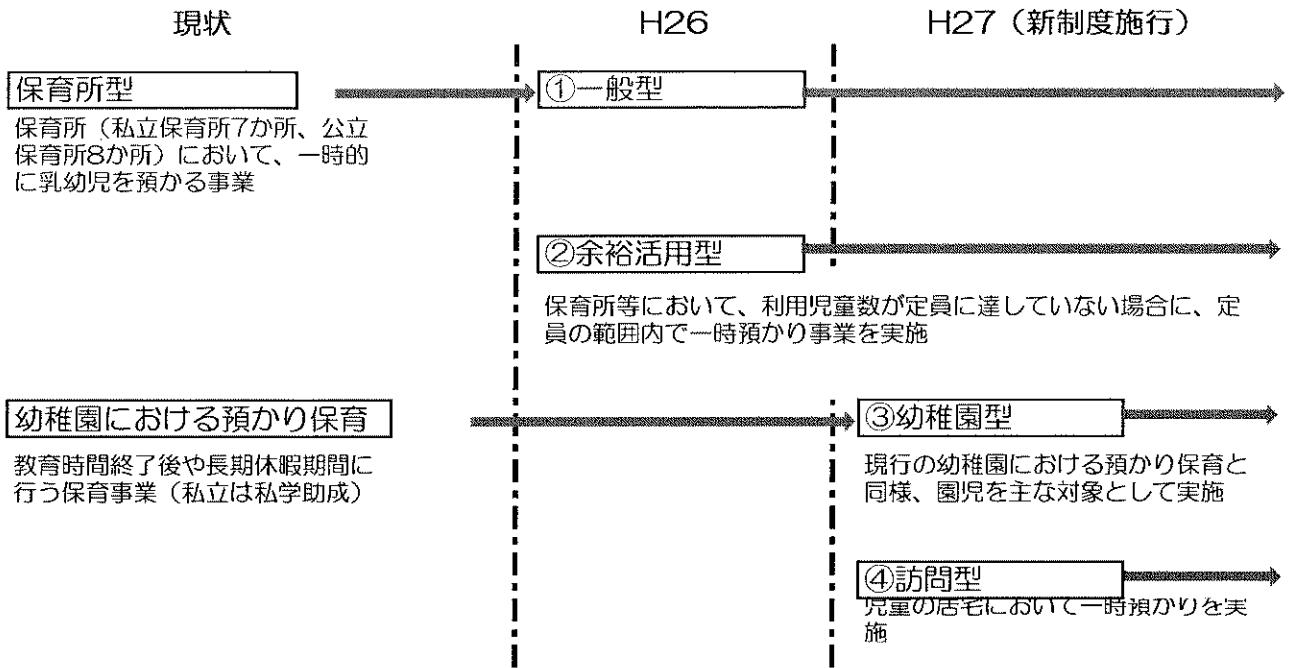 現状
H26
H27（新制度施行）
保育所型
①一般型
保育所（私立保育所7か所、公立
保育所8か所）において、一時的
に乳幼児を預かる事業
②余裕活用型
保育所等において、利用児童数が定員に達していない場合に、定
員の範囲内で一時預かり事業を実施
幼稚園における預かり保育
③幼稚園型
教育時間終了後や長期休暇期間に
行う保育事業（私立は私学助成）
現行の幼稚園における預かり保育と
同様、園児を主な対象として実施
④訪問型
児童の居宅において一時預かりを実
施